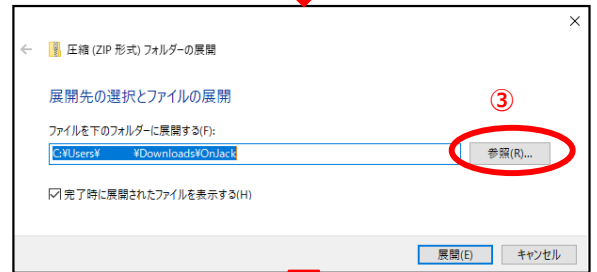 圧縮 (ZIP 形式) フォルダーの展開
展開先の選択とファイルの展開
③
ファイルを下のフォルダーに展開する(F):
C:¥Users¥ ¥Downloads¥OnJack
参照(R)...
完了時に展開されたファイルを表示する(H)
展開(E) キャンセル